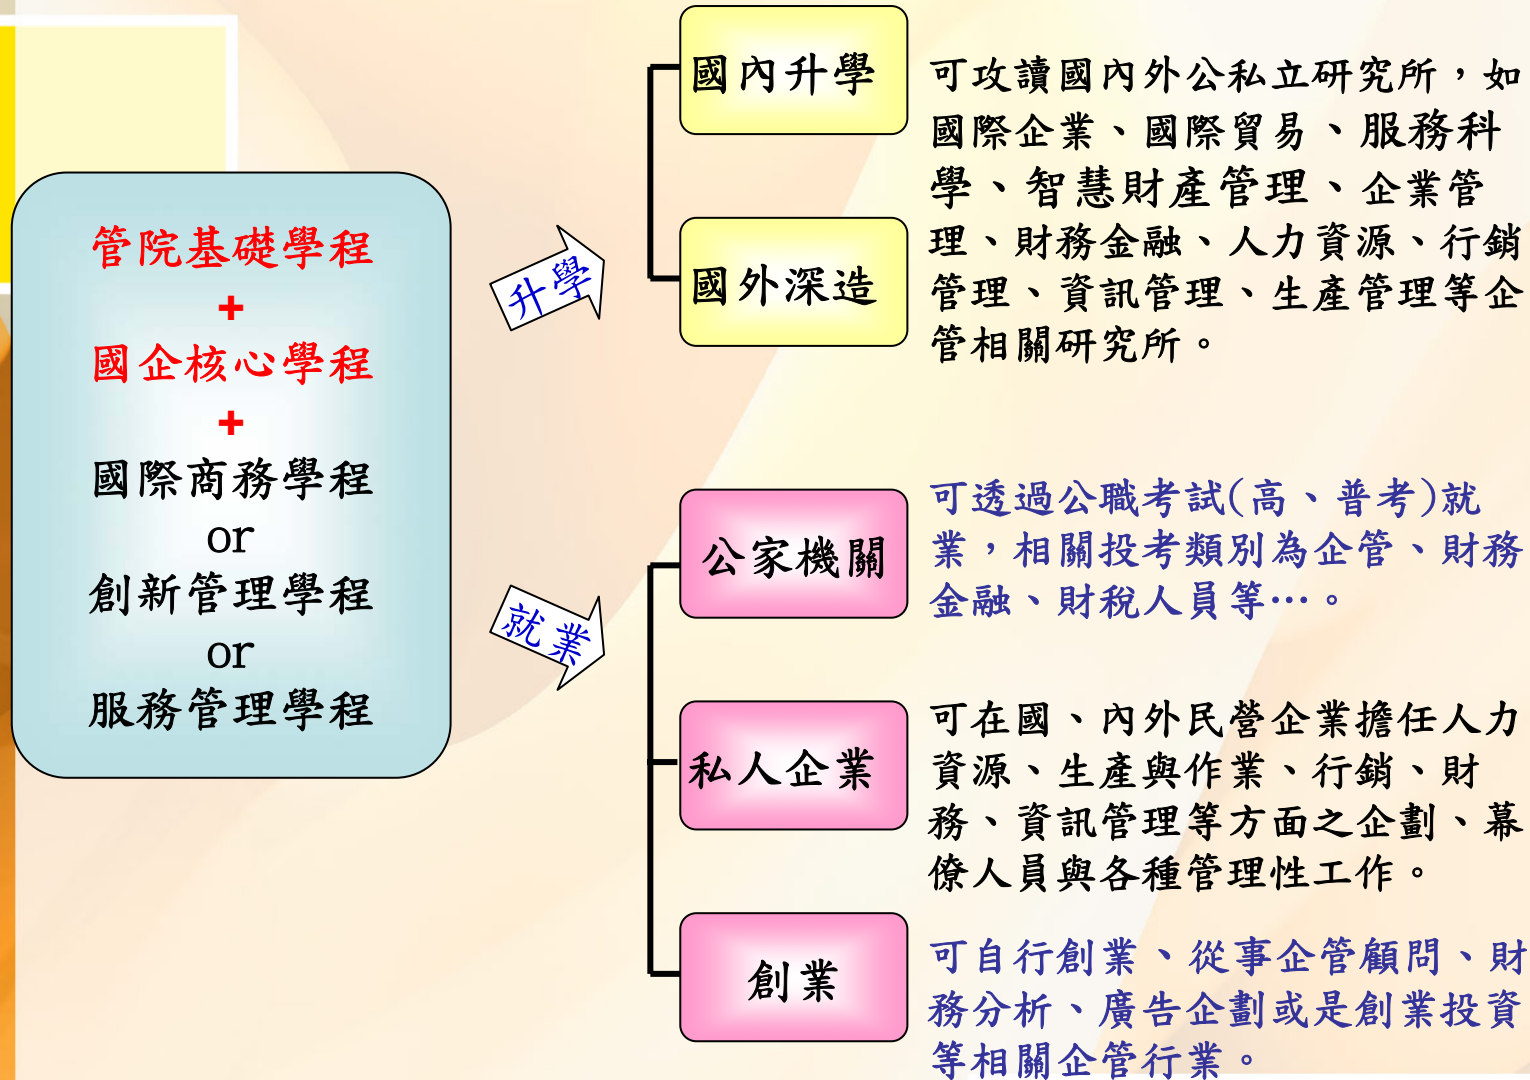 管院基礎學程
+
國企核心學程
+
國際商務學程
or
創新管理學程
or
服務管理學程
升學
國內升學
國外深造
可攻讀國內外公私立研究所，如
國際企業、國際貿易、服務科
學、智慧財產管理、企業管
理、財務金融、人力資源、行銷
管理、資訊管理、生產管理等企
管相關研究所。
就業
公家機關
可透過公職考試(高、普考)就
業，相關投考類別為企管、財務
金融、財稅人員等…。
私人企業
可在國、內外民營企業擔任人力
資源、生產與作業、行銷、財
務、資訊管理等方面之企劃、幕
僚人員與各種管理性工作。
創業
可自行創業、從事企管顧問、財
務分析、廣告企劃或是創業投資
等相關企管行業。